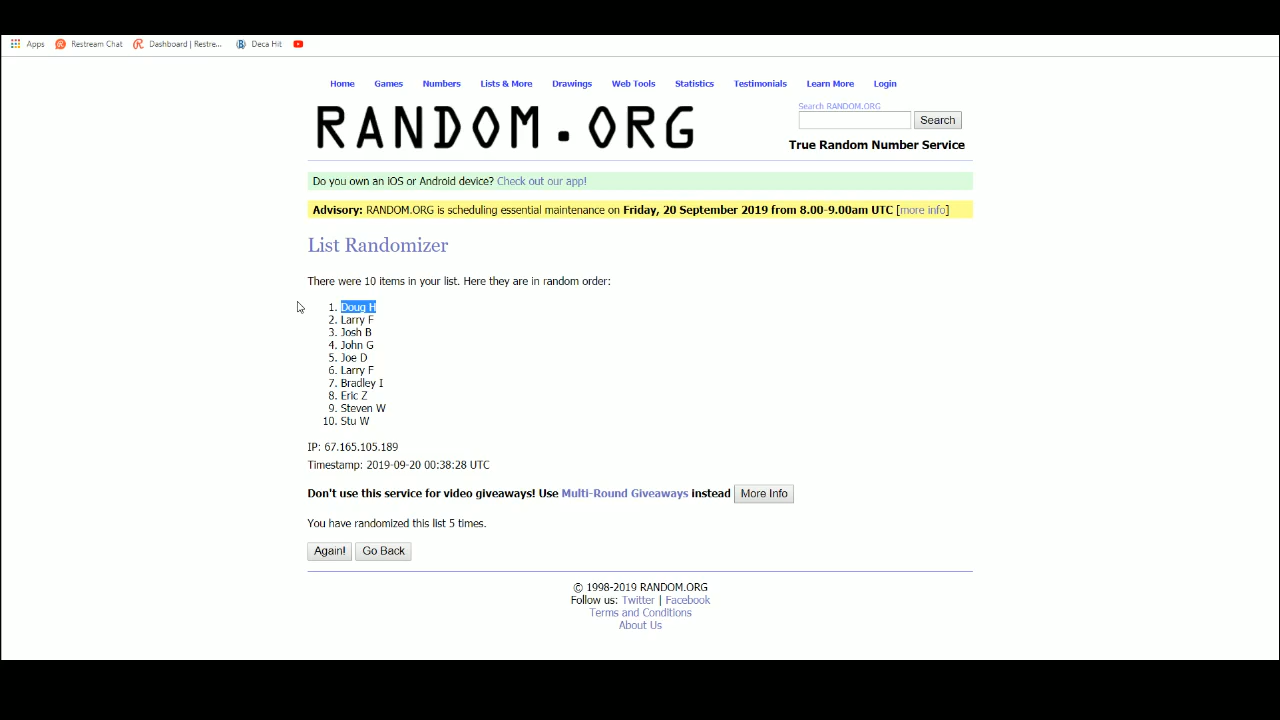 Apps Restream Chat Dashboard | Restre... Deca Hit
Home Games Numbers Lists & More Drawings Web Tools Statistics Testimonials Learn More Login
RANDOM.ORG
Search RANDOM.ORG
Search
True Random Number Service
Do you own an iOS or Android device? Check out our app!
Advisory: RANDOM.ORG is scheduling essential maintenance on Friday, 20 September 2019 from 8.00-9.00am UTC [more info]
List Randomizer
There were 10 items in your list. Here they are in random order:
1. Doug H
2. Larry F
3. Josh B
4. John G
5. Joe D
6. Larry F
7. Bradley I
8. Eric Z
9. Steven W
10. Stu W
IP: 67.165.105.189
Timestamp: 2019-09-20 00:38:28 UTC
Don't use this service for video giveaways! Use Multi-Round Giveaways instead More Info
You have randomized this list 5 times.
Again! Go Back
© 1998-2019 RANDOM.ORG
Follow us: Twitter | Facebook
Terms and Conditions
About Us